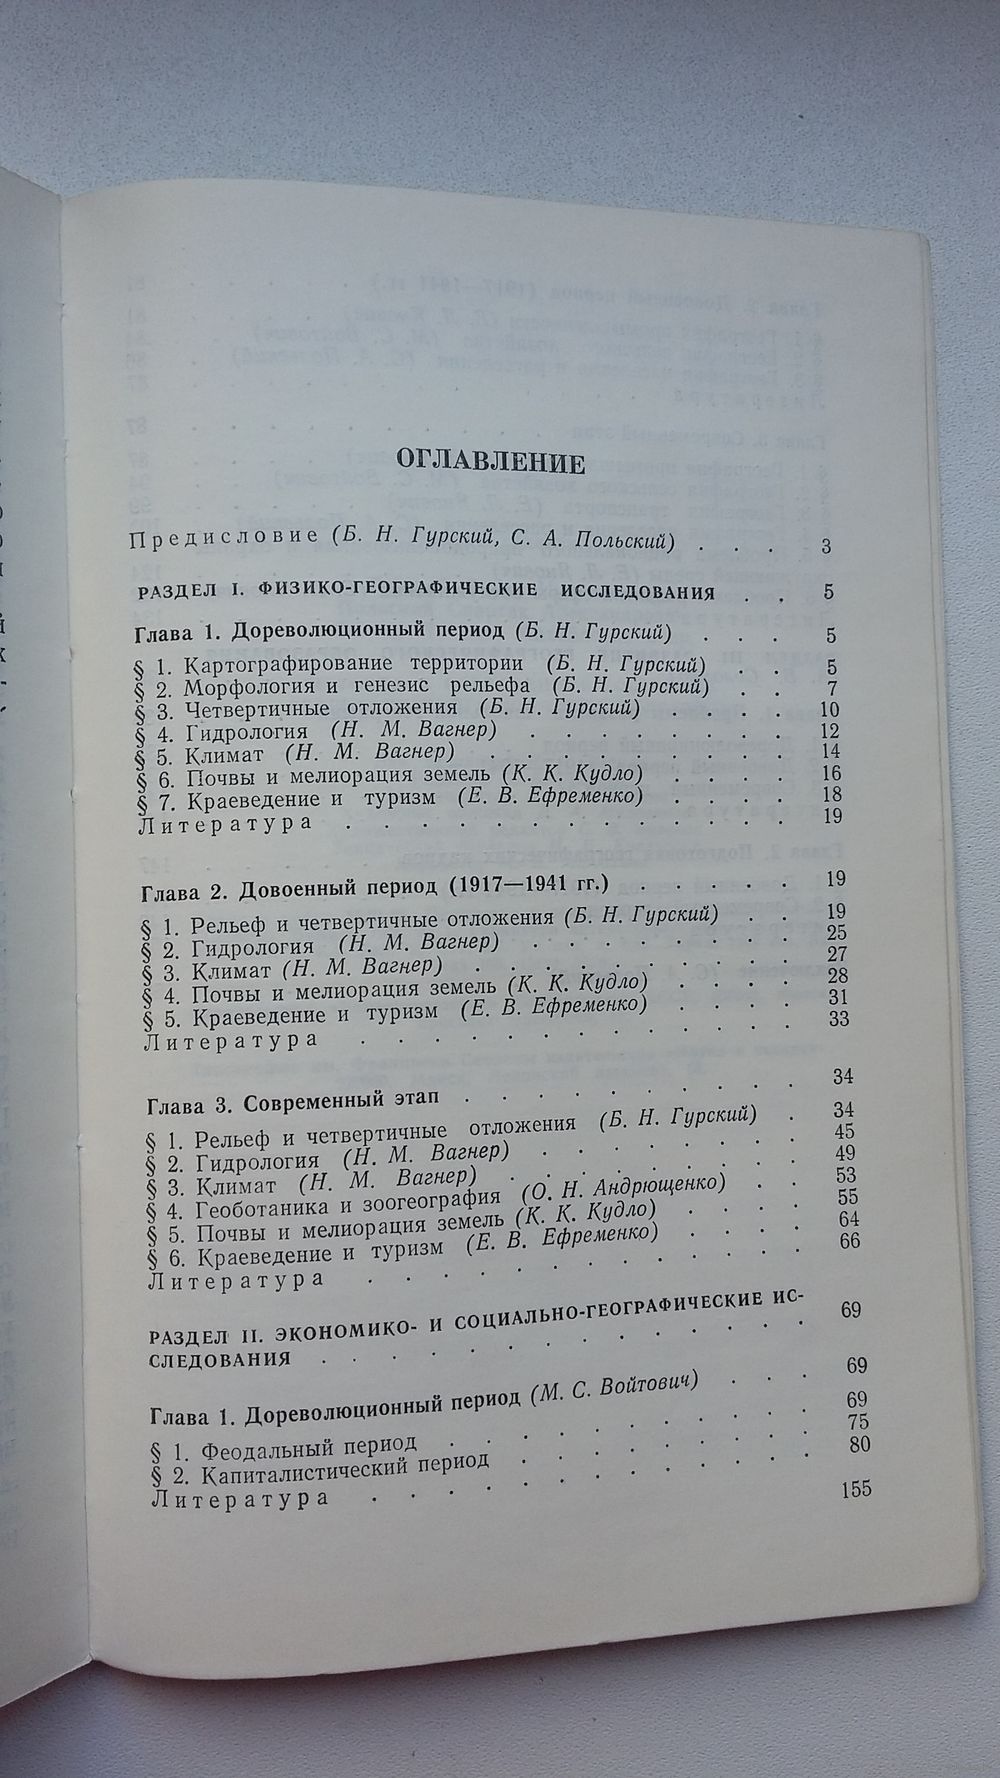 ОГЛАВЛЕНИЕ
Предисловие (Б. Н. Гурский, С. А. Польский) . . . 3
РАЗДЕЛ I. ФИЗИКО-ГЕОГРАФИЧЕСКИЕ ИССЛЕДОВАНИЯ . . 5
Глава 1. Дореволюционный период (Б. Н. Гурский) . . . 5
§ 1. Картографирование территории (Б. Н. Гурский) . . 5
§ 2. Морфология и генезис рельефа (Б. Н. Гурский) . . 7
§ 3. Четвертичные отложения (Б. Н. Гурский) . . . . 10
§ 4. Гидрология (Н. М. Вагнер) . . . . . . . 12
§ 5. Климат (Н. М. Вагнер) . . . . . . . . 14
§ 6. Почвы и мелиорация земель (К. К. Кудло) . . . . 16
§ 7. Краеведение и туризм (Е. В. Ефременко) . . . . 18
Литература . . . . . . . . . . . . 19
Глава 2. Довоенный период (1917—1941 гг.) . . . . . 19
§ 1. Рельеф и четвертичные отложения (Б. Н. Гурский) . . 19
§ 2. Гидрология (Н. М. Вагнер) . . . . . . . 25
§ 3. Климат (Н. М. Вагнер) . . . . . . . . . 27
§ 4. Почвы и мелиорация земель (К. К. Кудло) . . . . 28
§ 5. Краеведение и туризм (Е. В. Ефременко) . . . . 31
Литература . . . . . . . . . . . . 33
Глава 3. Современный этап . . . . . . . . . 34
§ 1. Рельеф и четвертичные отложения (Б. Н. Гурский) . 34
§ 2. Гидрология (Н. М. Вагнер) . . . . . . . 45
§ 3. Климат (Н. М. Вагнер) . . . . . . . . 49
§ 4. Геоботаника и зоогеография (О. Н. Андрющенко) . . 53
§ 5. Почвы и мелиорация земель (К. К. Кудло) . . . . 55
§ 6. Краеведение и туризм (Е. В. Ефременко) . . . . 64
Литература . . . . . . . . . . . . 66
РАЗДЕЛ II. ЭКОНОМИКО- И СОЦИАЛЬНО-ГЕОГРАФИЧЕСКИЕ ИС-
СЛЕДОВАНИЯ . . . . . . . . . . . . . 69
Глава 1. Дореволюционный период (М. С. Войтович) . . . 69
§ 1. Феодальный период . . . . . . . . . . 69
§ 2. Капиталистический период . . . . . . . . 75
Литература . . . . . . . . . . . . 80
155